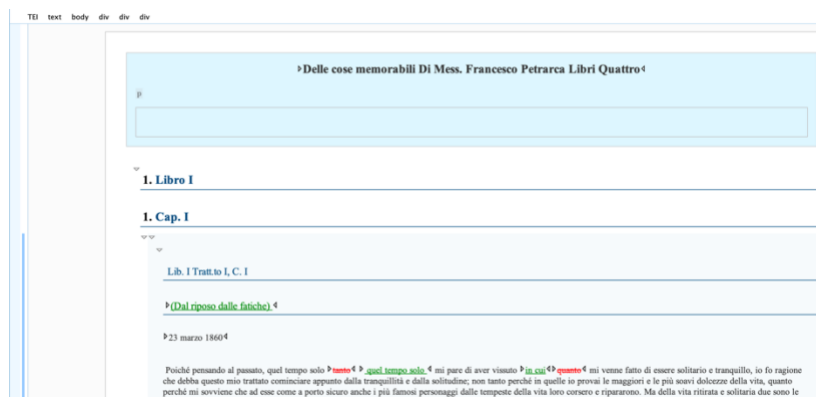 TEI text body div div div
Delle cose memorabili Di Mess. Francesco Petrarca Libri Quattro
p
1. Libro I
1. Cap. I
Lib. I Tratt.to I, C. I
(Dal riposo dalle fatiche)
23 marzo 1860
Poiché pensando al passato, quel tempo solo tanto quel tempo solo mi pare di aver vissuto in cui quanto mi venne fatto di essere solitario e tranquillo, io fo ragione
che debba questo mio trattato cominciare appunto dalla tranquillità e dalla solitudine; non tanto perché in quelle io provai le maggiori e le più soavi dolcezze della vita, quanto
perché mi sovviene che ad esse come a porto sicuro anche i più famosi personaggi dalle tempeste della vita loro corsero e ripararono. Ma della vita ritirata e solitaria due sono le